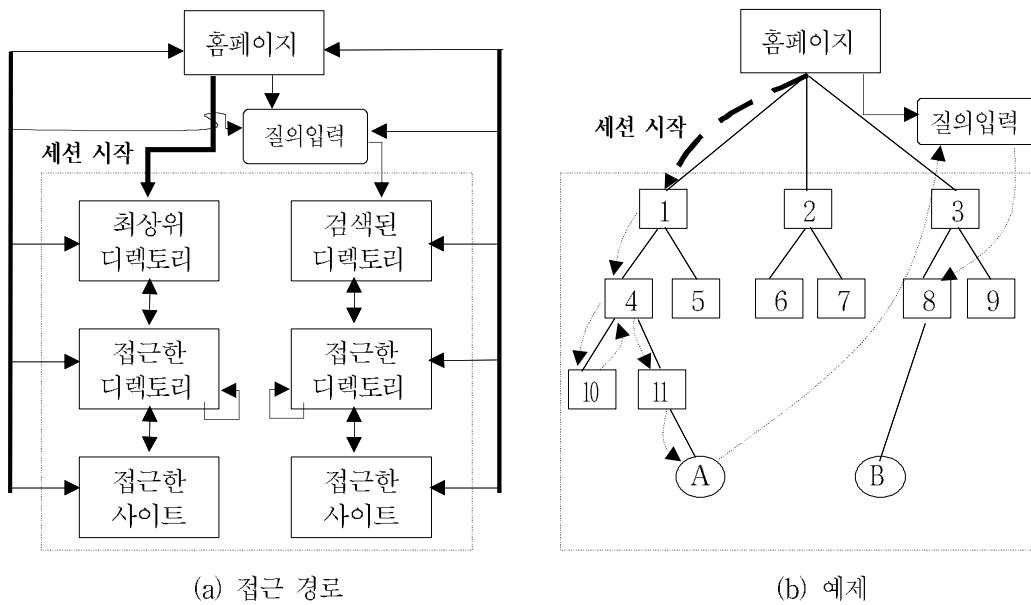 홈페이지
질의입력
세션 시작
최상위
디렉토리
검색된
디렉토리
접근한
디렉토리
접근한
디렉토리
접근한
사이트
접근한
사이트
(a) 접근 경로
홈페이지
질의입력
세션 시작
1
2
3
4
5
6
7
8
9
10
11
A
B
(b) 예제